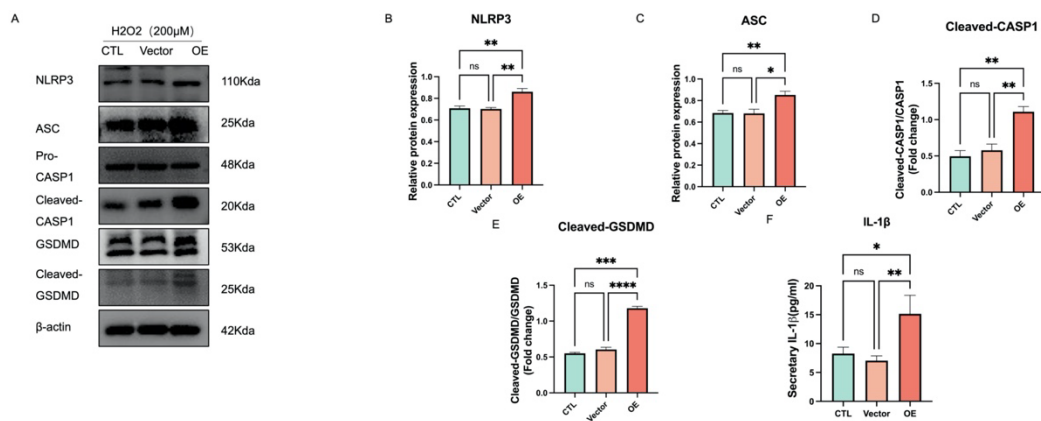 A
H2O2（200μM）
CTL Vector OE
NLRP3 110Kda
ASC 25Kda
Pro-
CASP1 48Kda
Cleaved-
CASP1 20Kda
GSDMD 53Kda
Cleaved-
GSDMD 25Kda
β-actin 42Kda
B
NLRP3
Relative protein expression
1.0
0.8
0.6
0.4
0.2
0.0
**
ns
**
CTL
Vector
OE
C
ASC
Relative protein expression
1.0
0.8
0.6
0.4
0.2
0.0
**
ns
*
CTL
Vector
OE
D
Cleaved-CASP1
Cleaved-CASP1/CASP1
(Fold change)
1.5
1.0
0.5
0.0
**
ns
**
CTL
Vector
OE
E
Cleaved-GSDMD
Cleaved-GSDMD/GSDMD
(Fold change)
1.5
1.0
0.5
0.0
***
ns
****
CTL
Vector
OE
F
IL-1β
Secretary IL-1β(pg/ml)
20
15
10
5
0
*
ns
**
CTL
Vector
OE